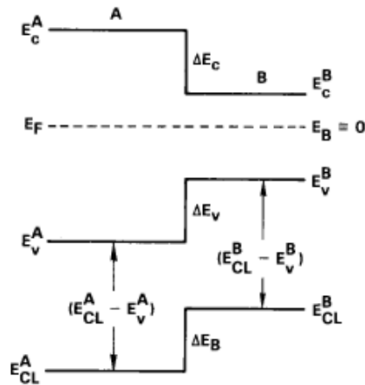 E_c^A
A
ΔE_c
B
E_c^B
E_F
E_B ≅ 0
E_v^B
ΔE_v
E_v^A
(E_CL^B − E_v^B)
(E_CL^A − E_v^A)
E_CL^B
ΔE_B
E_CL^A